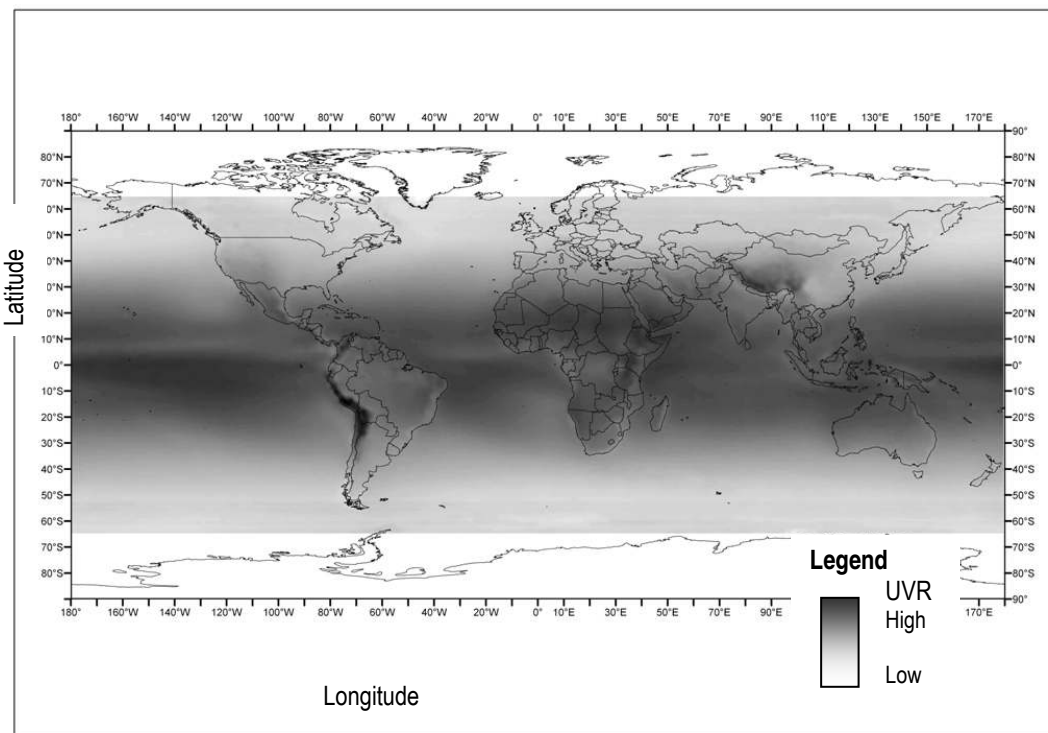 180° 160°W 140°W 120°W 100°W 80°W 60°W 40°W 20°W 0° 10°E 30°E 50°E 70°E 90°E 110°E 130°E 150°E 170°E
90°
80°N 80°N
70°N 70°N
0°N 60°N
0°N 50°N
0°N 40°N
0°N 30°N
0°N 20°N
10°N 10°N
0° 0°
10°S 10°S
20°S 20°S
30°S 30°S
40°S 40°S
50°S 50°S
60°S 60°S
70°S 70°S
80°S 80°S
90°
180° 160°W 140°W 120°W 100°W 80°W 60°W 40°W 20°W 0° 10°E 30°E 50°E 70°E 90°E 170°E
Latitude
Longitude
Legend
UVR
High
Low